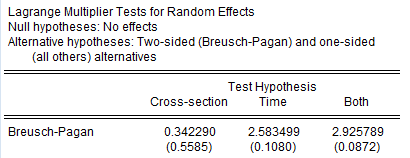 Lagrange Multiplier Tests for Random Effects
Null hypotheses: No effects
Alternative hypotheses: Two-sided (Breusch-Pagan) and one-sided
(all others) alternatives
Test Hypothesis
Cross-section Time Both
Breusch-Pagan 0.342290 2.583499 2.925789
(0.5585) (0.1080) (0.0872)